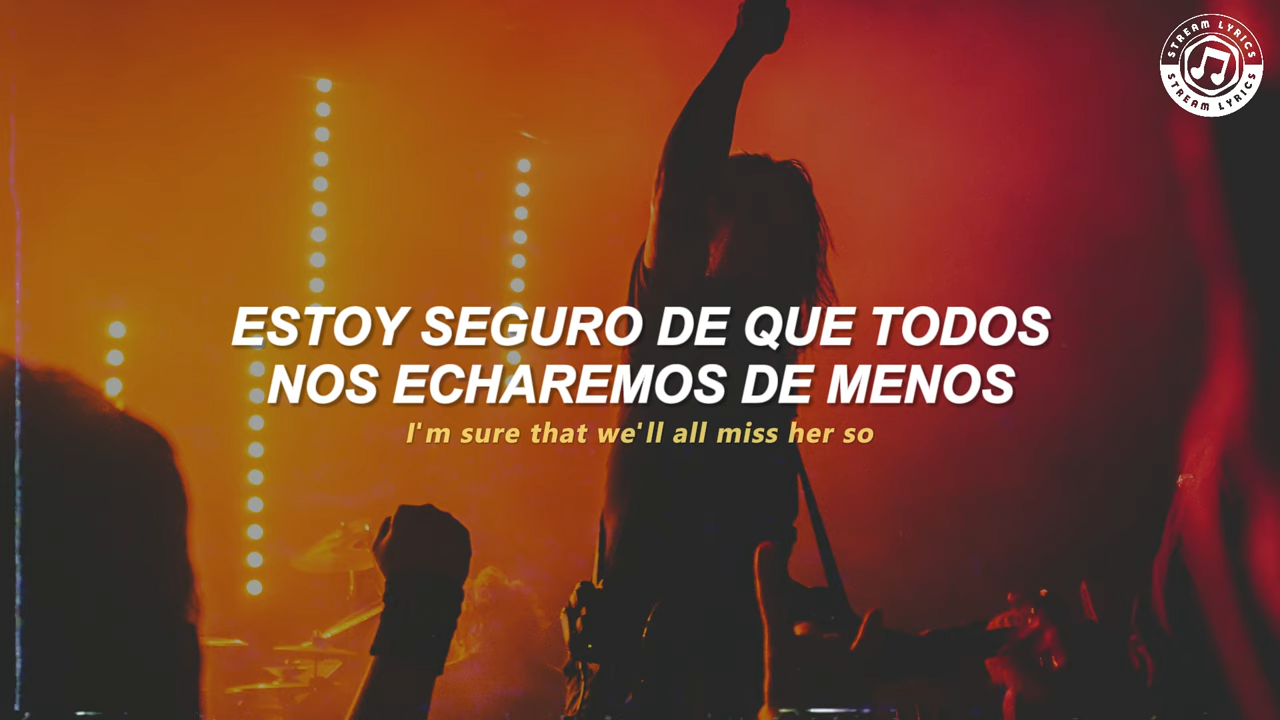 STREAM LYRICS
STREAM LYRICS
ESTOY SEGURO DE QUE TODOS
NOS ECHAREMOS DE MENOS
I'm sure that we'll all miss her so